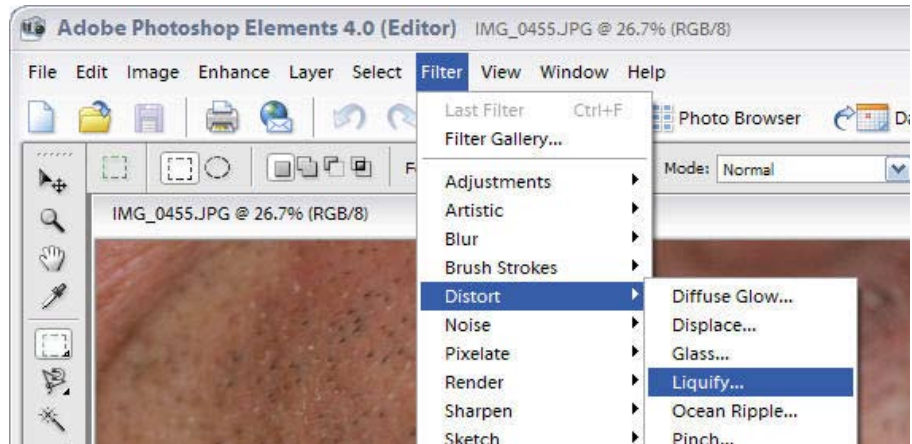 Adobe Photoshop Elements 4.0 (Editor) IMG_0455.JPG @ 26.7% (RGB/8)
File Edit Image Enhance Layer Select Filter View Window Help
Last Filter Ctrl+F
Filter Gallery...
Photo Browser
Mode: Normal
IMG_0455.JPG @ 26.7% (RGB/8)
Adjustments
Artistic
Blur
Brush Strokes
Distort
Noise
Pixelate
Render
Sharpen
Sketch
Diffuse Glow...
Displace...
Glass...
Liquify...
Ocean Ripple...
Pinch...